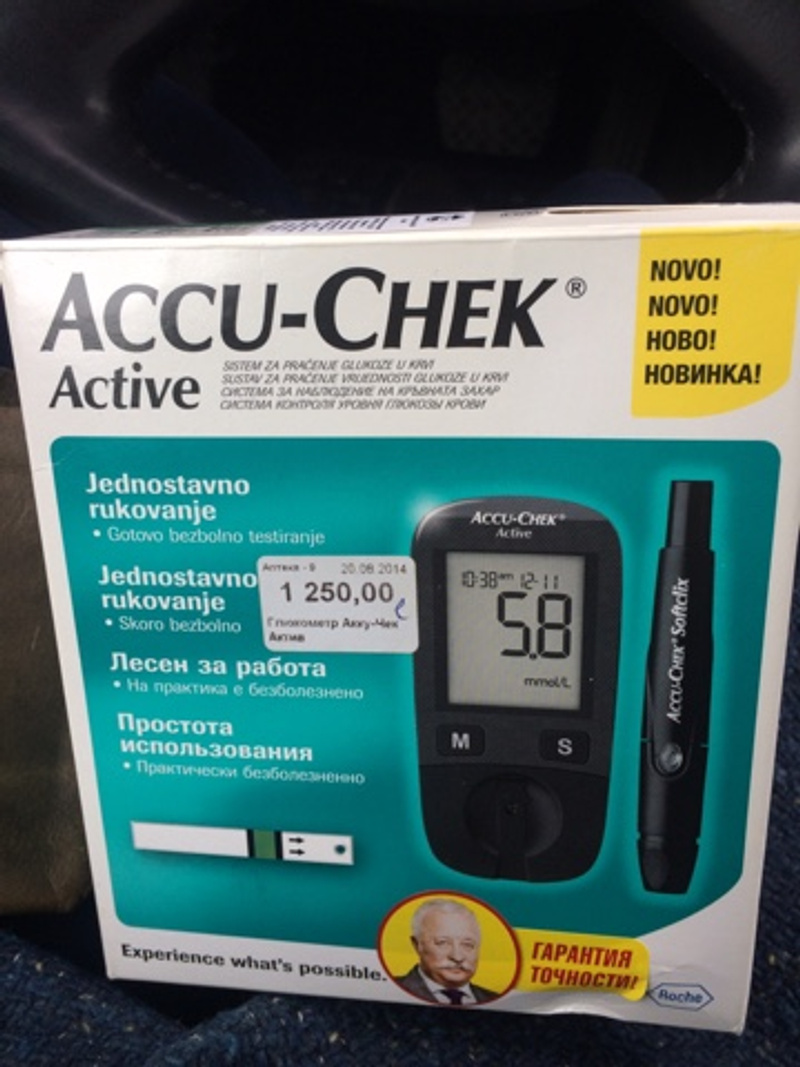 ACCU-CHEK®
Active
SISTEM ZA PRAĆENJE GLUKOZE U KRVI
SUSTAV ZA PRAĆENJE VRIJEDNOSTI GLUKOZE U KRVI
СИСТЕМА ЗА НАБЛЮДЕНИЕ НА КРЪВНАТА ЗАХАР
СИСТЕМА КОНТРОЛЯ УРОВНЯ ГЛЮКОЗЫ КРОВИ
NOVO!
NOVO!
НОВО!
НОВИНКА!
Jednostavno
rukovanje
• Gotovo bezbolno testiranje
Jednostavno
rukovanje
• Skoro bezbolno
Аптека - 9 20.08.2014
1 250,00
Глюкометр Акку-Чек
Актив
Лесен за работа
• На практика е безболезнено
Простота
использования
• Практически безболезненно
ACCU-CHEK®
Active
10:38am 12-11
5.8
mmol/L
M S
ACCU-CHEK® Softclix
Experience what's possible.
ГАРАНТИЯ
ТОЧНОСТИ!
Roche